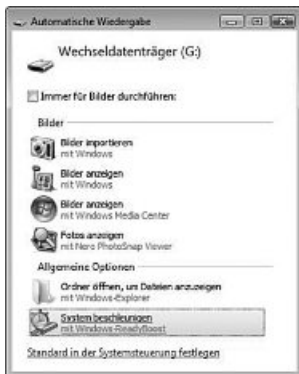 Automatische Wiedergabe
Wechseldatenträger (G:)
Immer für Bilder durchführen:
Bilder
Bilder importieren
mit Windows
Bilder anzeigen
mit Windows
Bilder anzeigen
mit Windows Media Center
Fotos anzeigen
mit Nero PhotoSnap Viewer
Allgemeine Optionen
Ordner öffnen, um Dateien anzuzeigen
mit Windows-Explorer
System beschleunigen
mit Windows-ReadyBoost
Standard in der Systemsteuerung festlegen